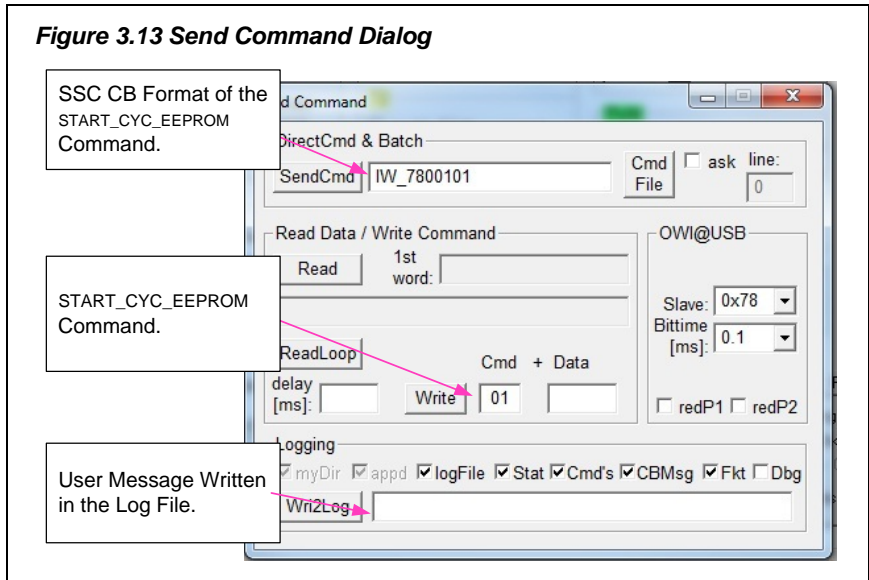 Figure 3.13 Send Command Dialog
SSC CB Format of the
START_CYC_EEPROM
Command.
d Command
DirectCmd & Batch
SendCmd IW_7800101 Cmd File ask line: 0
Read Data / Write Command
OWI@USB
Read 1st word:
START_CYC_EEPROM
Command.
Slave: 0x78
Bittime [ms]: 0.1
ReadLoop
Cmd + Data
delay [ms]: Write 01
redP1 redP2
Logging
myDir appd logFile Stat Cmd's CBMsg Fkt Dbg
User Message Written
in the Log File.
Wri2Log